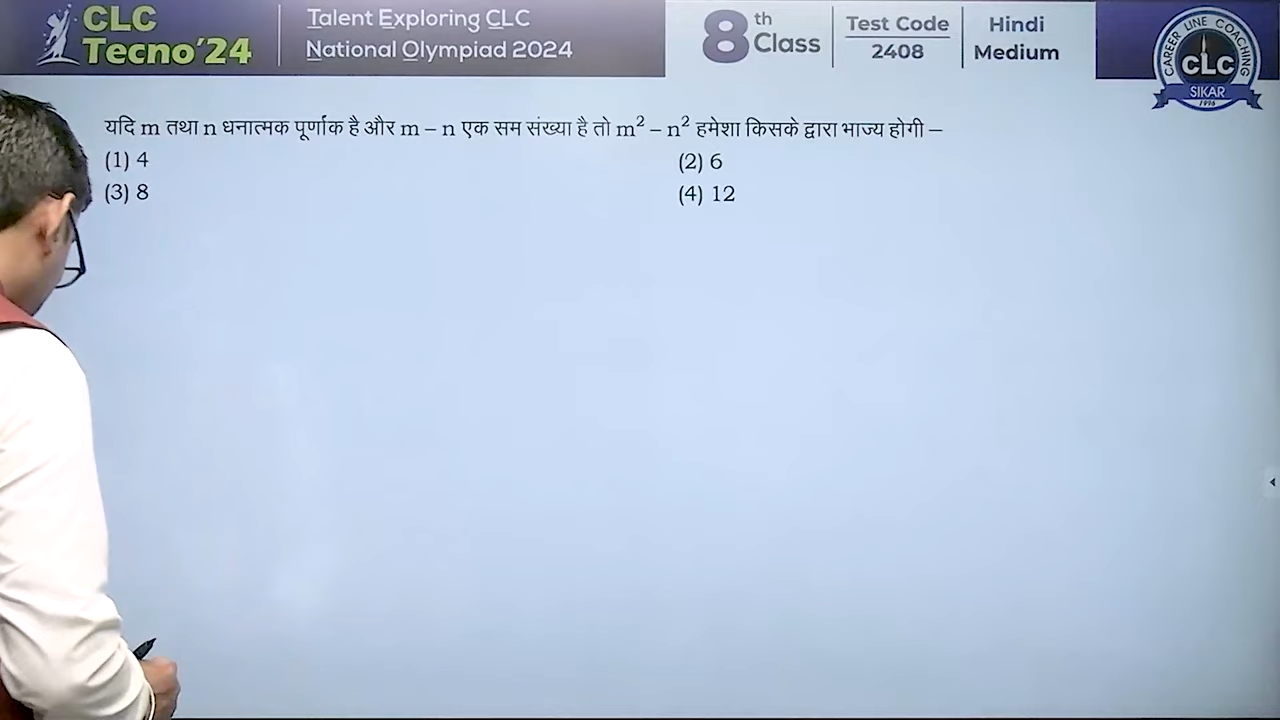 CLC
Tecno'24
Talent Exploring CLC
National Olympiad 2024
8th Class
Test Code
2408
Hindi
Medium
CAREER LINE COACHING
CLC
SIKAR
1996
यदि m तथा n धनात्मक पूर्णाक है और m – n एक सम संख्या है तो m² – n² हमेशा किसके द्वारा भाज्य होगी –
(1) 4 (2) 6
(3) 8 (4) 12